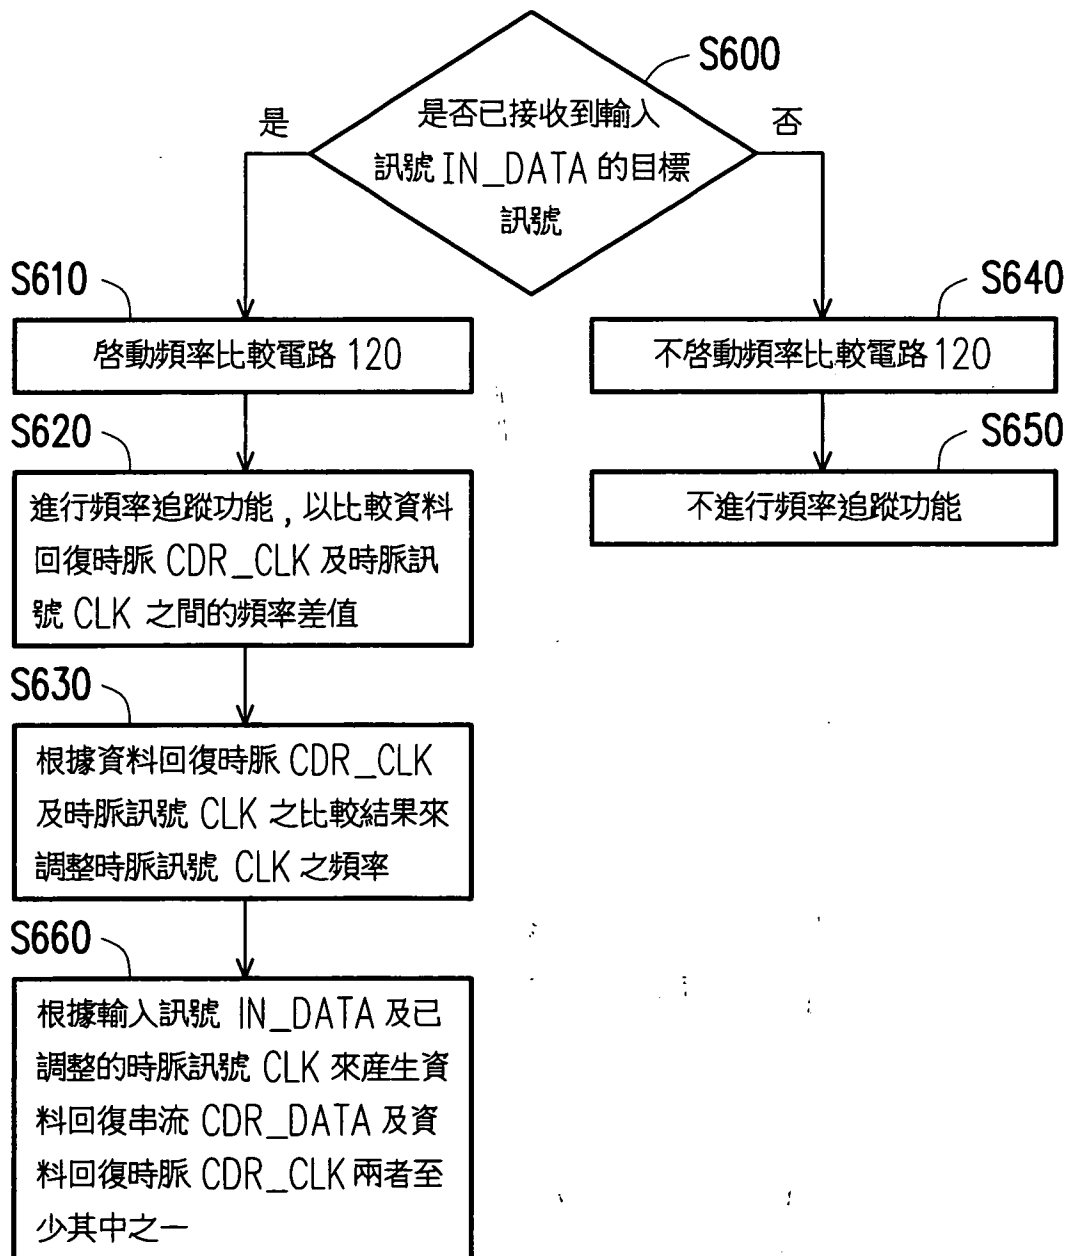 S600
是否已接收到輸入
訊號 IN_DATA 的目標
訊號
是
否
S610
啓動頻率比較電路 120
S620
進行頻率追蹤功能，以比較資料
回復時脈 CDR_CLK 及時脈訊
號 CLK 之間的頻率差值
S630
根據資料回復時脈 CDR_CLK
及時脈訊號 CLK 之比較結果來
調整時脈訊號 CLK 之頻率
S660
根據輸入訊號 IN_DATA 及已
調整的時脈訊號 CLK 來產生資
料回復串流 CDR_DATA 及資
料回復時脈 CDR_CLK 兩者至
少其中之一
S640
不啓動頻率比較電路 120
S650
不進行頻率追蹤功能